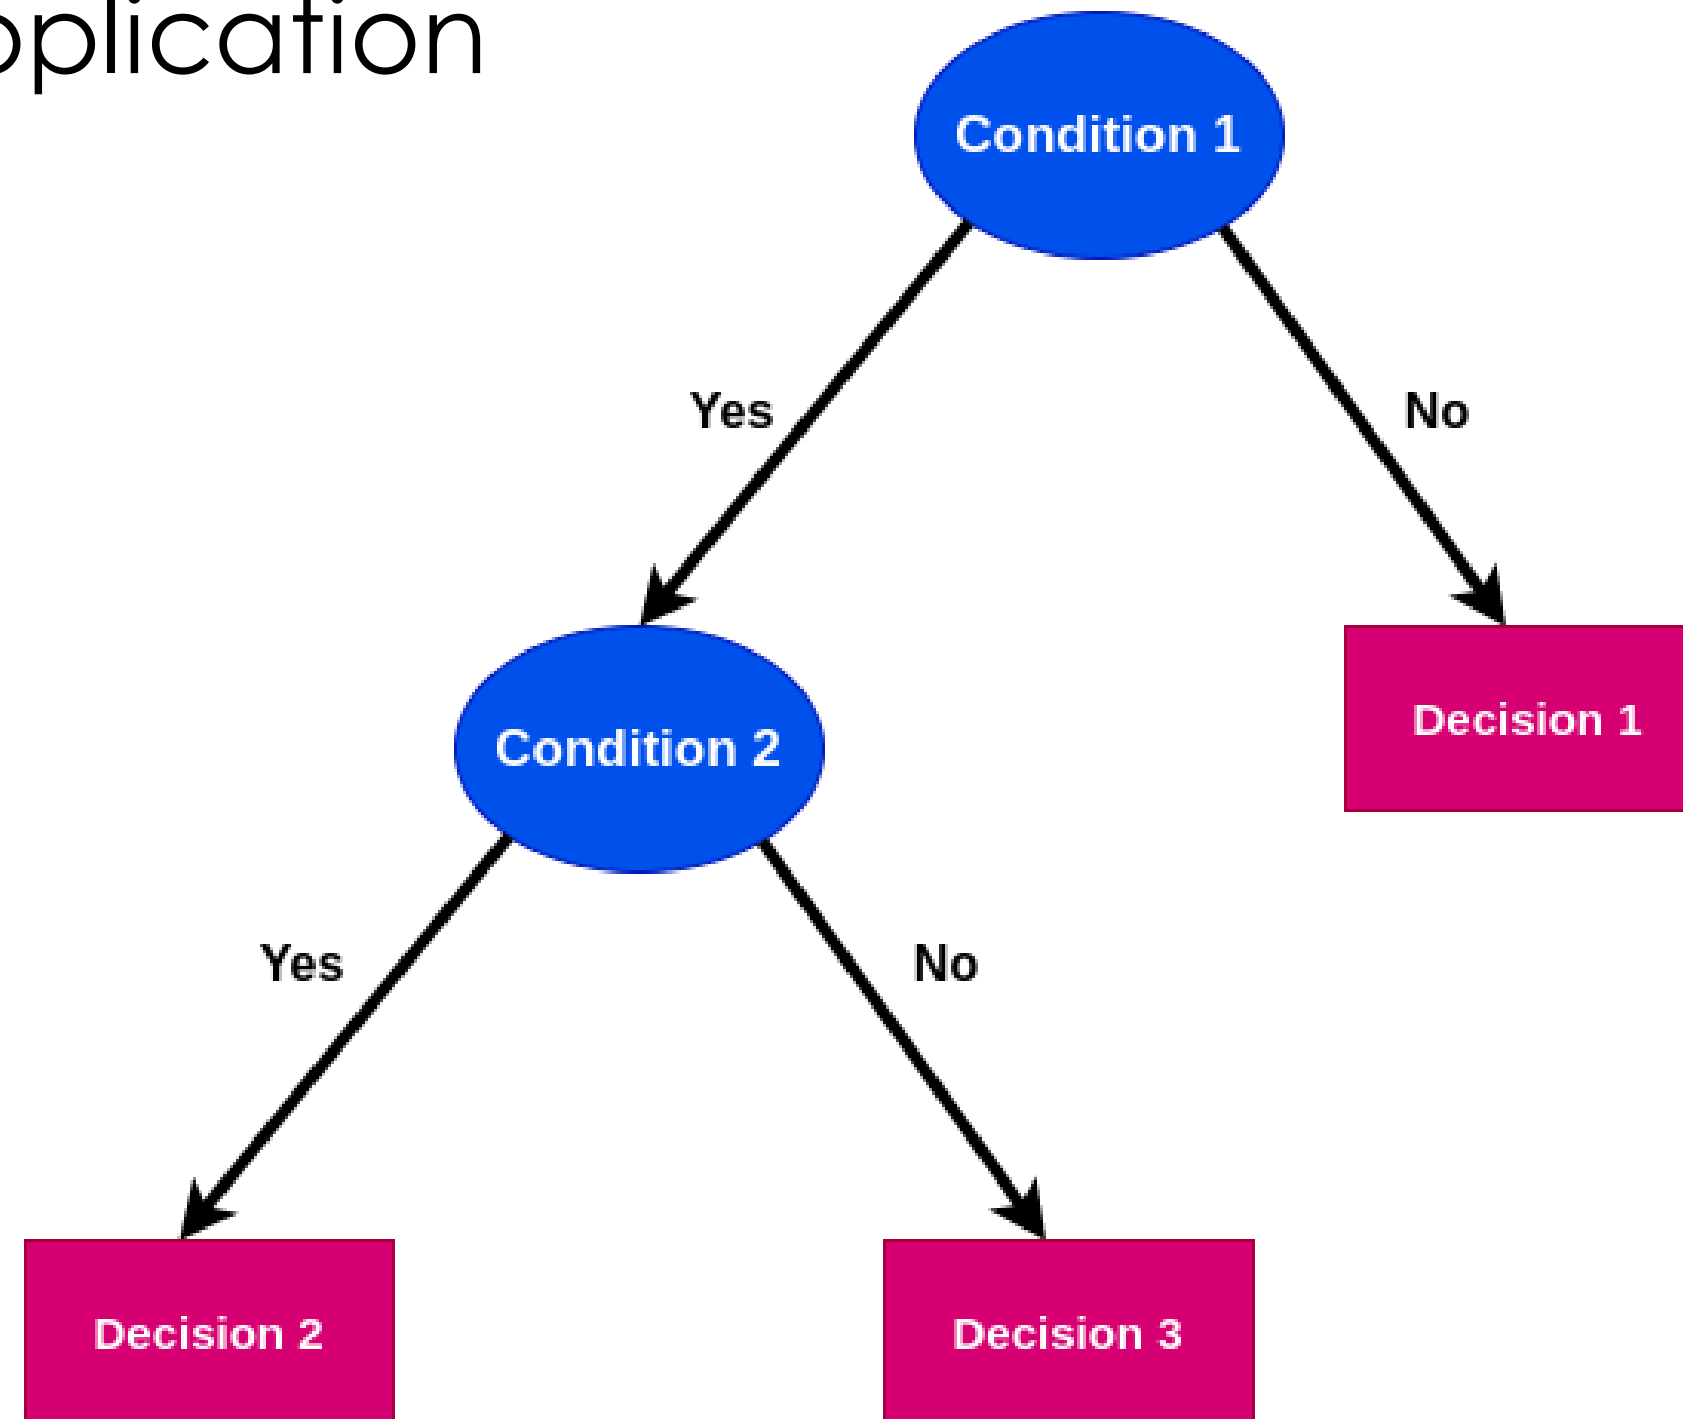 Condition 1
Yes
No
Condition 2
Decision 1
Yes
No
Decision 2
Decision 3